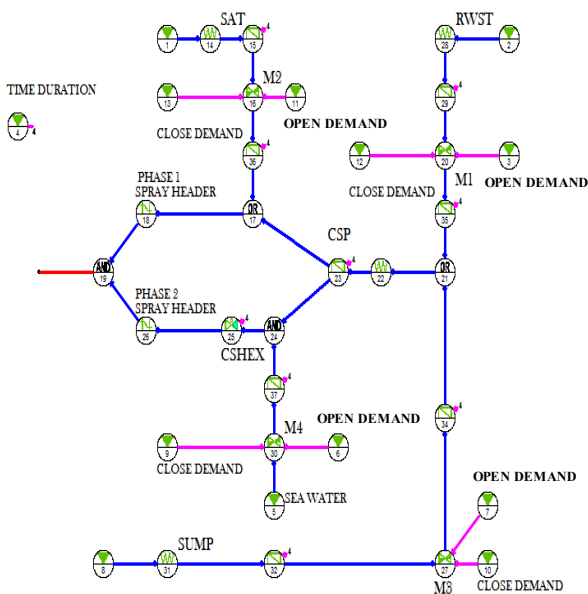 SAT
RWST
1
14
15
4
28
2
TIME DURATION
M2
4
4
13
16
11
29
4
CLOSE DEMAND
OPEN DEMAND
36
4
12
20
3
CLOSE DEMAND
M1
OPEN DEMAND
PHASE 1
SPRAY HEADER
18
OR
17
35
4
CSP
AND
19
23
4
22
OR
21
PHASE 2
SPRAY HEADER
26
25
4
AND
24
CSHEX
37
4
34
4
M4
OPEN DEMAND
9
30
6
CLOSE DEMAND
5
SEA WATER
OPEN DEMAND
7
SUMP
8
31
32
4
27
10
M3
CLOSE DEMAND